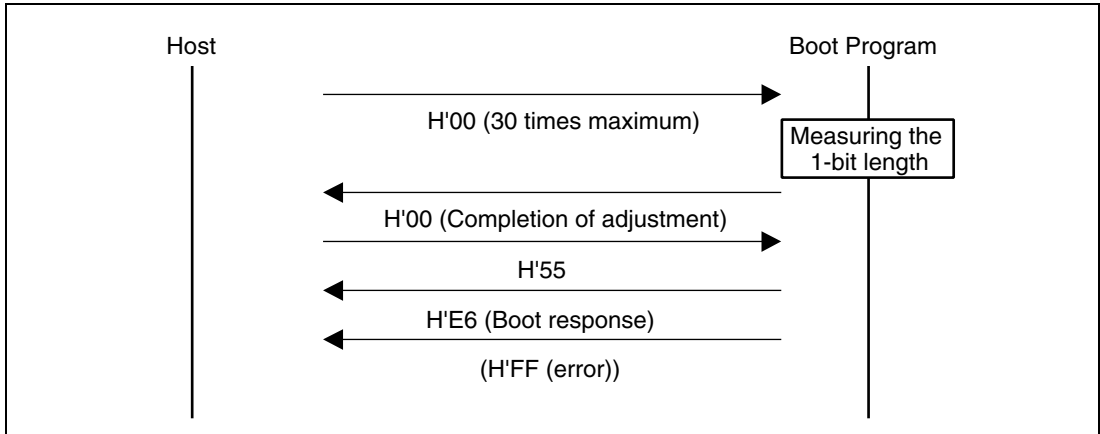 Host
Boot Program
H'00 (30 times maximum)
Measuring the
1-bit length
H'00 (Completion of adjustment)
H'55
H'E6 (Boot response)
(H'FF (error))